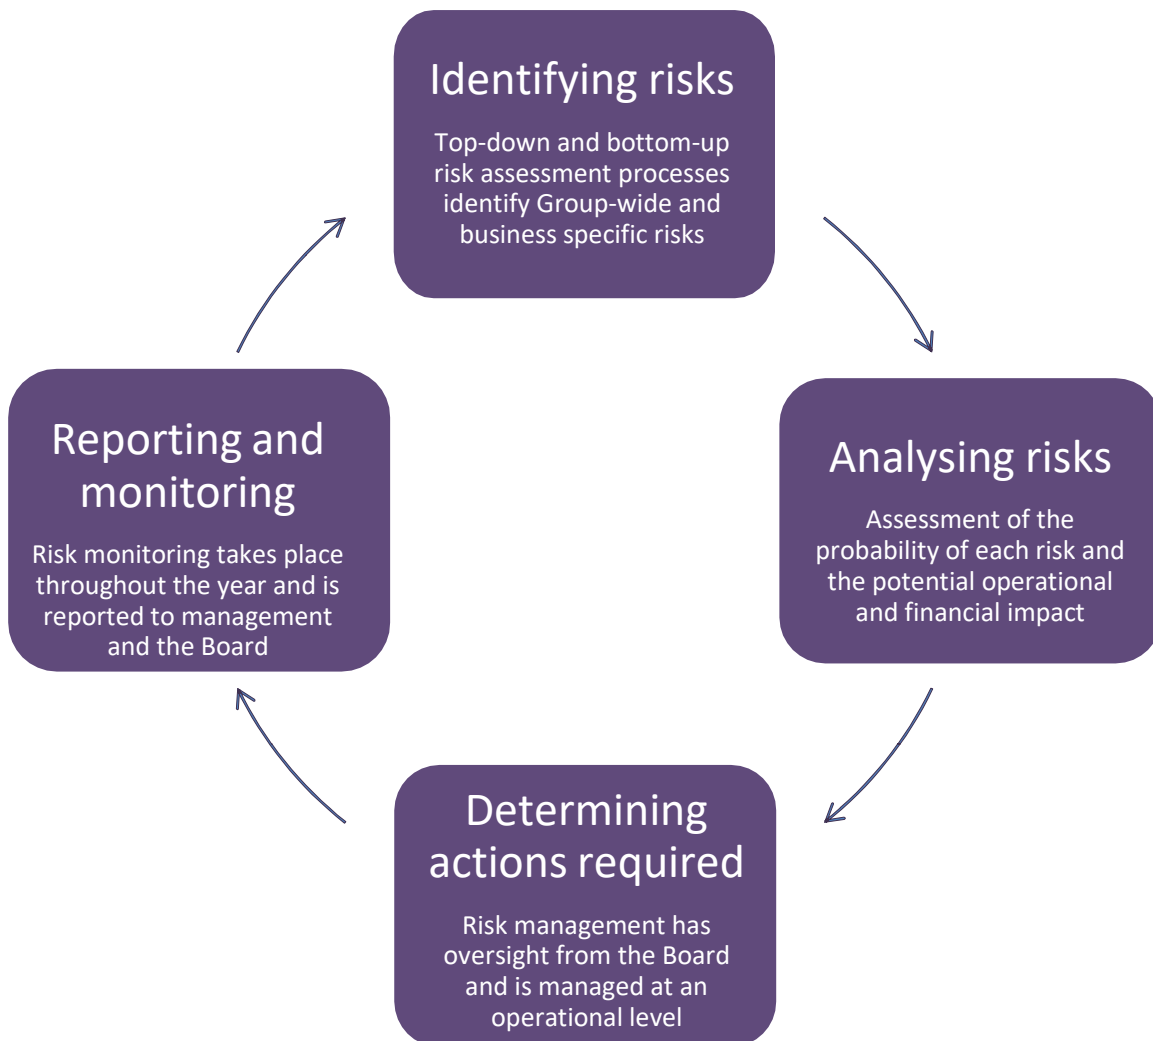 Identifying risks
Top-down and bottom-up
risk assessment processes
identify Group-wide and
business specific risks
Analysing risks
Assessment of the
probability of each risk and
the potential operational
and financial impact
Determining
actions required
Risk management has
oversight from the Board
and is managed at an
operational level
Reporting and
monitoring
Risk monitoring takes place
throughout the year and is
reported to management
and the Board